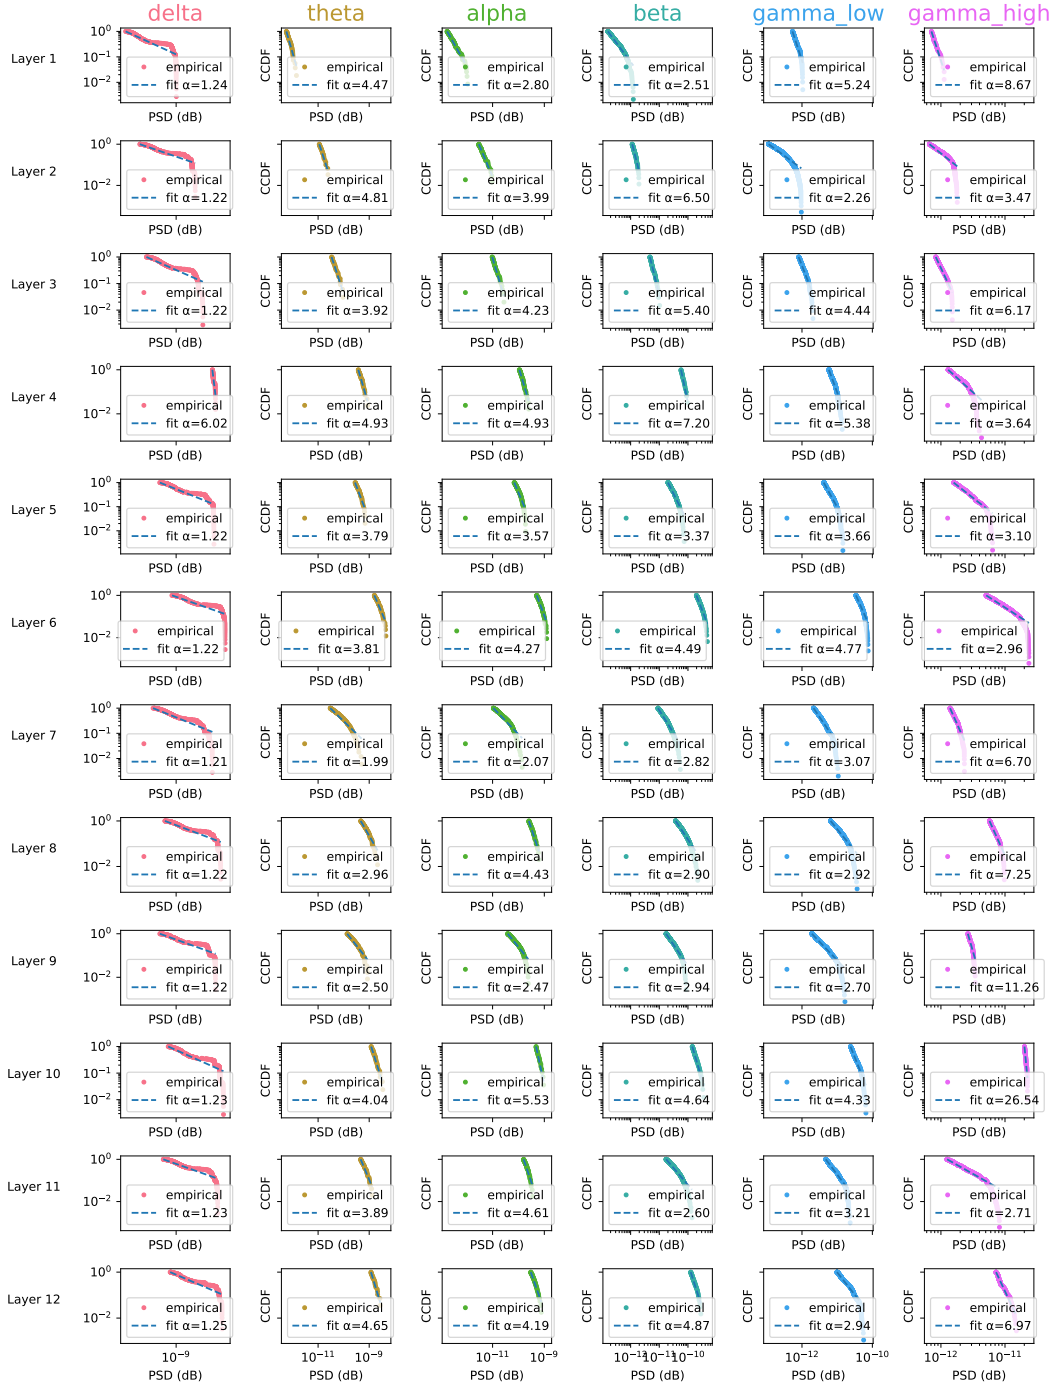 delta theta alpha beta gamma_low gamma_high
Layer 1
CCDF CCDF CCDF CCDF CCDF
10⁰
10⁻¹
10⁻²
empirical empirical empirical empirical empirical empirical
fit α=1.24 fit α=4.47 fit α=2.80 fit α=2.51 fit α=5.24 fit α=8.67
PSD (dB) PSD (dB) PSD (dB) PSD (dB) PSD (dB) PSD (dB)
Layer 2
CCDF CCDF CCDF CCDF CCDF
10⁰
10⁻²
empirical empirical empirical empirical empirical empirical
fit α=1.22 fit α=4.81 fit α=3.99 fit α=6.50 fit α=2.26 fit α=3.47
PSD (dB) PSD (dB) PSD (dB) PSD (dB) PSD (dB) PSD (dB)
Layer 3
CCDF CCDF CCDF CCDF CCDF
10⁰
10⁻¹
10⁻²
empirical empirical empirical empirical empirical empirical
fit α=1.22 fit α=3.92 fit α=4.23 fit α=5.40 fit α=4.44 fit α=6.17
PSD (dB) PSD (dB) PSD (dB) PSD (dB) PSD (dB) PSD (dB)
Layer 4
CCDF CCDF CCDF CCDF CCDF
10⁰
10⁻²
empirical empirical empirical empirical empirical empirical
fit α=6.02 fit α=4.93 fit α=4.93 fit α=7.20 fit α=5.38 fit α=3.64
PSD (dB) PSD (dB) PSD (dB) PSD (dB) PSD (dB) PSD (dB)
Layer 5
CCDF CCDF CCDF CCDF CCDF
10⁰
10⁻¹
10⁻²
empirical empirical empirical empirical empirical empirical
fit α=1.22 fit α=3.79 fit α=3.57 fit α=3.37 fit α=3.66 fit α=3.10
PSD (dB) PSD (dB) PSD (dB) PSD (dB) PSD (dB) PSD (dB)
Layer 6
CCDF CCDF CCDF CCDF CCDF
10⁰
10⁻²
empirical empirical empirical empirical empirical empirical
fit α=1.22 fit α=3.81 fit α=4.27 fit α=4.49 fit α=4.77 fit α=2.96
PSD (dB) PSD (dB) PSD (dB) PSD (dB) PSD (dB) PSD (dB)
Layer 7
CCDF CCDF CCDF CCDF CCDF
10⁰
10⁻¹
10⁻²
empirical empirical empirical empirical empirical empirical
fit α=1.21 fit α=1.99 fit α=2.07 fit α=2.82 fit α=3.07 fit α=6.70
PSD (dB) PSD (dB) PSD (dB) PSD (dB) PSD (dB) PSD (dB)
Layer 8
CCDF CCDF CCDF CCDF CCDF
10⁰
10⁻²
empirical empirical empirical empirical empirical empirical
fit α=1.22 fit α=2.96 fit α=4.43 fit α=2.90 fit α=2.92 fit α=7.25
PSD (dB) PSD (dB) PSD (dB) PSD (dB) PSD (dB) PSD (dB)
Layer 9
CCDF CCDF CCDF CCDF CCDF
10⁰
10⁻²
empirical empirical empirical empirical empirical empirical
fit α=1.22 fit α=2.50 fit α=2.47 fit α=2.94 fit α=2.70 fit α=11.26
PSD (dB) PSD (dB) PSD (dB) PSD (dB) PSD (dB) PSD (dB)
Layer 10
CCDF CCDF CCDF CCDF CCDF
10⁰
10⁻¹
10⁻²
empirical empirical empirical empirical empirical empirical
fit α=1.23 fit α=4.04 fit α=5.53 fit α=4.64 fit α=4.33 fit α=26.54
PSD (dB) PSD (dB) PSD (dB) PSD (dB) PSD (dB) PSD (dB)
Layer 11
CCDF CCDF CCDF CCDF CCDF
10⁰
10⁻²
empirical empirical empirical empirical empirical empirical
fit α=1.23 fit α=3.89 fit α=4.61 fit α=2.60 fit α=3.21 fit α=2.71
PSD (dB) PSD (dB) PSD (dB) PSD (dB) PSD (dB) PSD (dB)
Layer 12
CCDF CCDF CCDF CCDF CCDF
10⁰
10⁻²
empirical empirical empirical empirical empirical empirical
fit α=1.25 fit α=4.65 fit α=4.19 fit α=4.87 fit α=2.94 fit α=6.97
10⁻⁹ 10⁻¹¹ 10⁻⁹ 10⁻¹¹ 10⁻⁹ 10⁻¹² 10⁻¹¹ 10⁻¹⁰ 10⁻¹² 10⁻¹⁰ 10⁻¹² 10⁻¹¹
PSD (dB) PSD (dB) PSD (dB) PSD (dB) PSD (dB) PSD (dB)